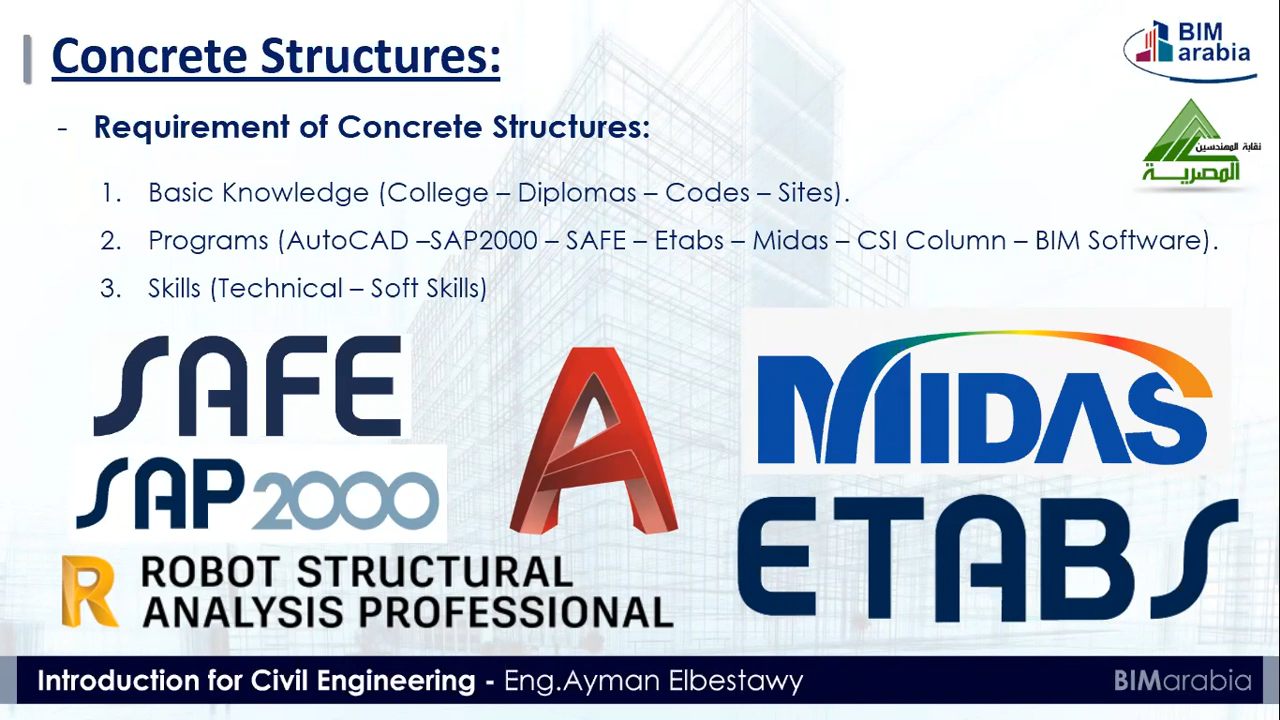 Concrete Structures:
BIM
arabia
- Requirement of Concrete Structures:
نقابة المهندسين
المصرية
1. Basic Knowledge (College – Diplomas – Codes – Sites).
2. Programs (AutoCAD –SAP2000 – SAFE – Etabs – Midas – CSI Column – BIM Software).
3. Skills (Technical – Soft Skills)
SAFE
SAP2000
ROBOT STRUCTURAL
ANALYSIS PROFESSIONAL
A
MIDAS
ETABS
Introduction for Civil Engineering - Eng.Ayman Elbestawy
BIMarabia